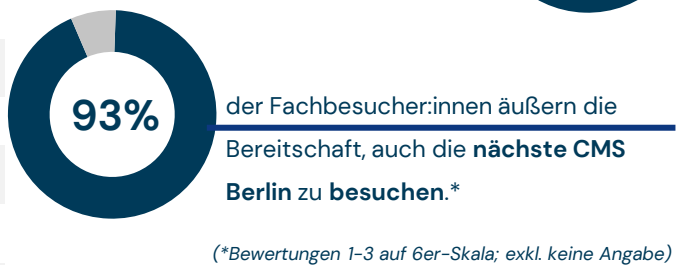 93%
der Fachbesucher:innen äußern die
Bereitschaft, auch die nächste CMS
Berlin zu besuchen.*
(*Bewertungen 1-3 auf 6er-Skala; exkl. keine Angabe)